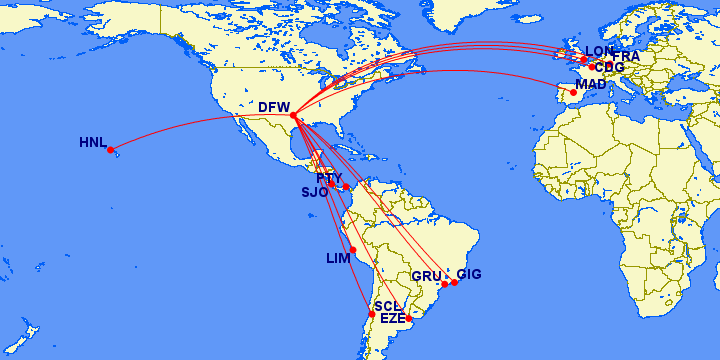 LON
FRA
CDG
MAD
DFW
HNL
PTY
SJO
LIM
GRU
GIG
SCL
EZE